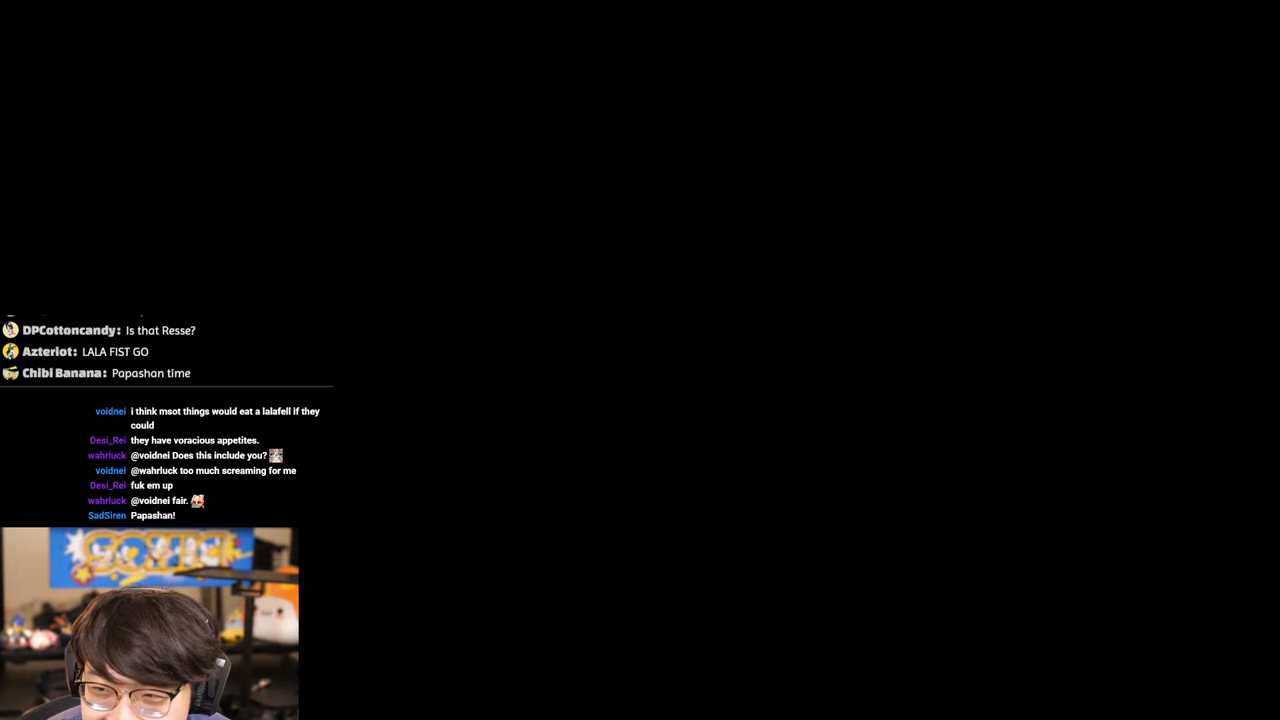 DPCottoncandy: Is that Resse?
Azteriot: LALA FIST GO
Chibi Banana: Papashan time
voidnei i think msot things would eat a lalafell if they
could
Desi_Rei they have voracious appetites.
wahrluck @voidnei Does this include you?
voidnei @wahrluck too much screaming for me
Desi_Rei fuk em up
wahrluck @voidnei fair.
SadSiren Papashan!
SONIC